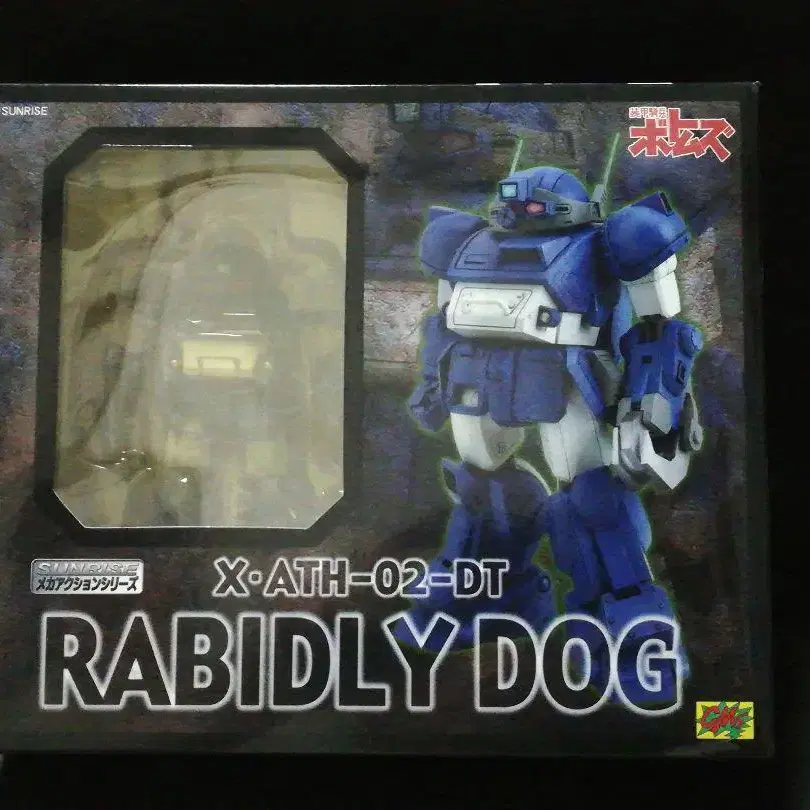 SUNRISE
装甲騎兵
ボトムズ
SUNRISE
メカアクションシリーズ
X・ATH-02-DT
RABIDLY DOG
CM's